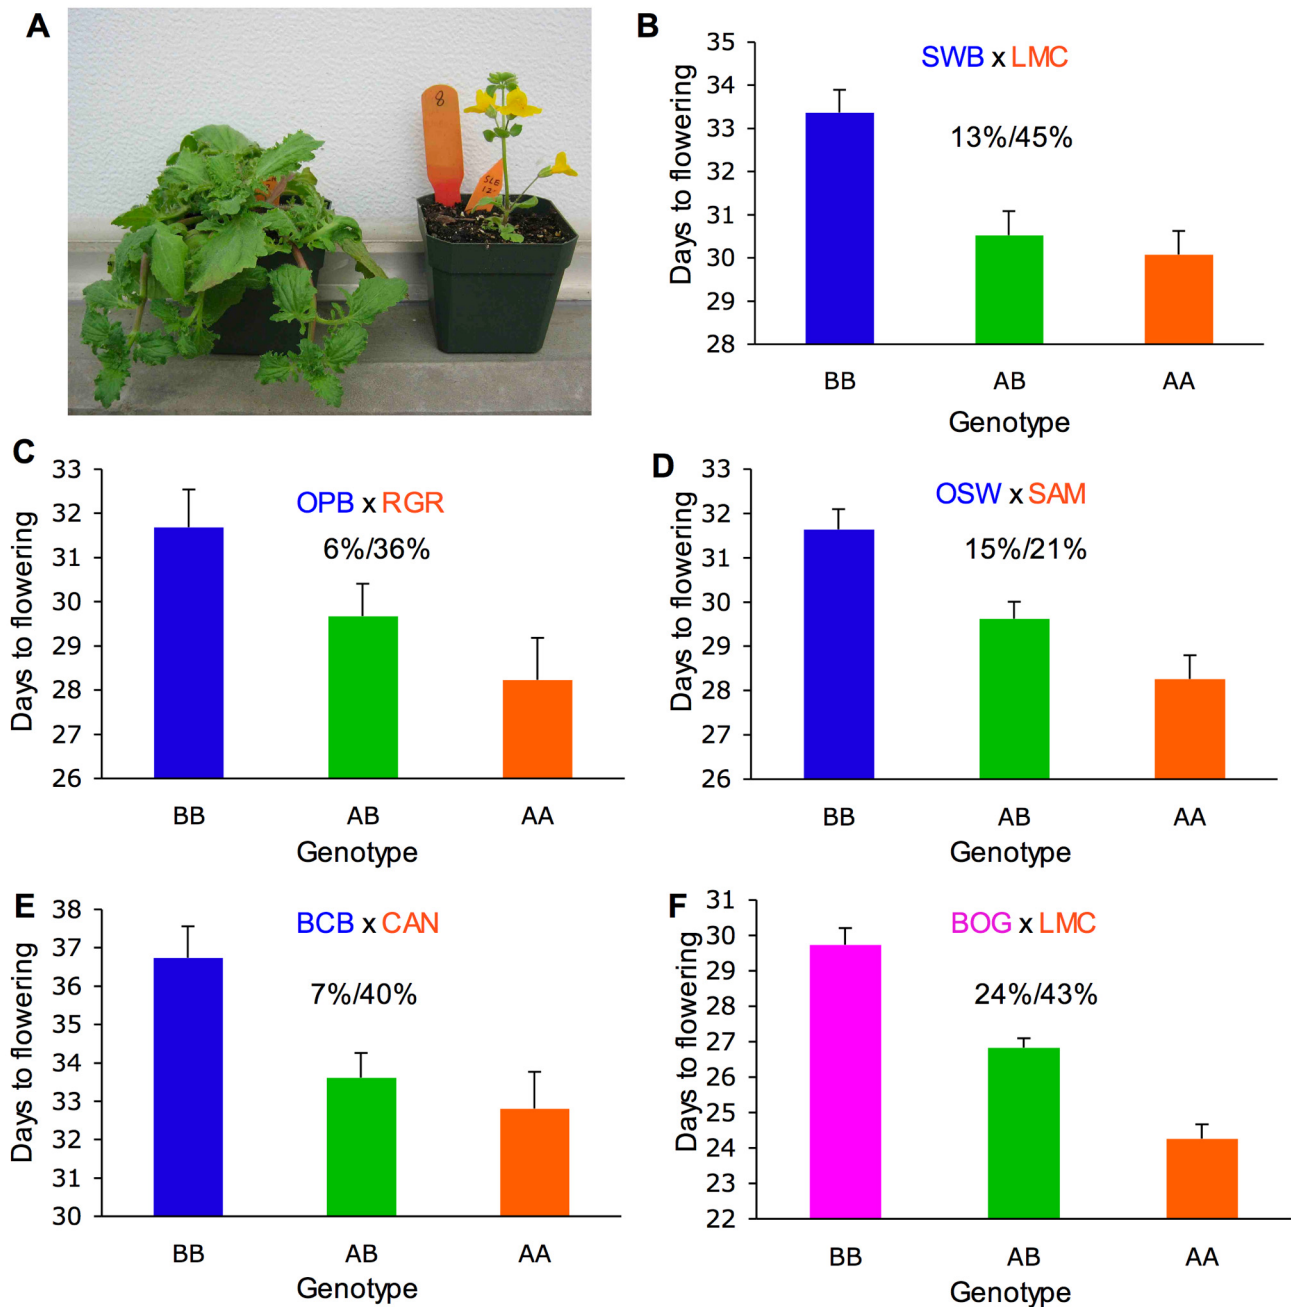 A
8
SLE
12-
B
SWB x LMC
13%/45%
Days to flowering
35
34
33
32
31
30
29
28
BB AB AA
Genotype
C
OPB x RGR
6%/36%
Days to flowering
33
32
31
30
29
28
27
26
BB AB AA
Genotype
D
OSW x SAM
15%/21%
Days to flowering
33
32
31
30
29
28
27
26
BB AB AA
Genotype
E
BCB x CAN
7%/40%
Days to flowering
38
37
36
35
34
33
32
31
30
BB AB AA
Genotype
F
BOG x LMC
24%/43%
Days to flowering
31
30
29
28
27
26
25
24
23
22
BB AB AA
Genotype